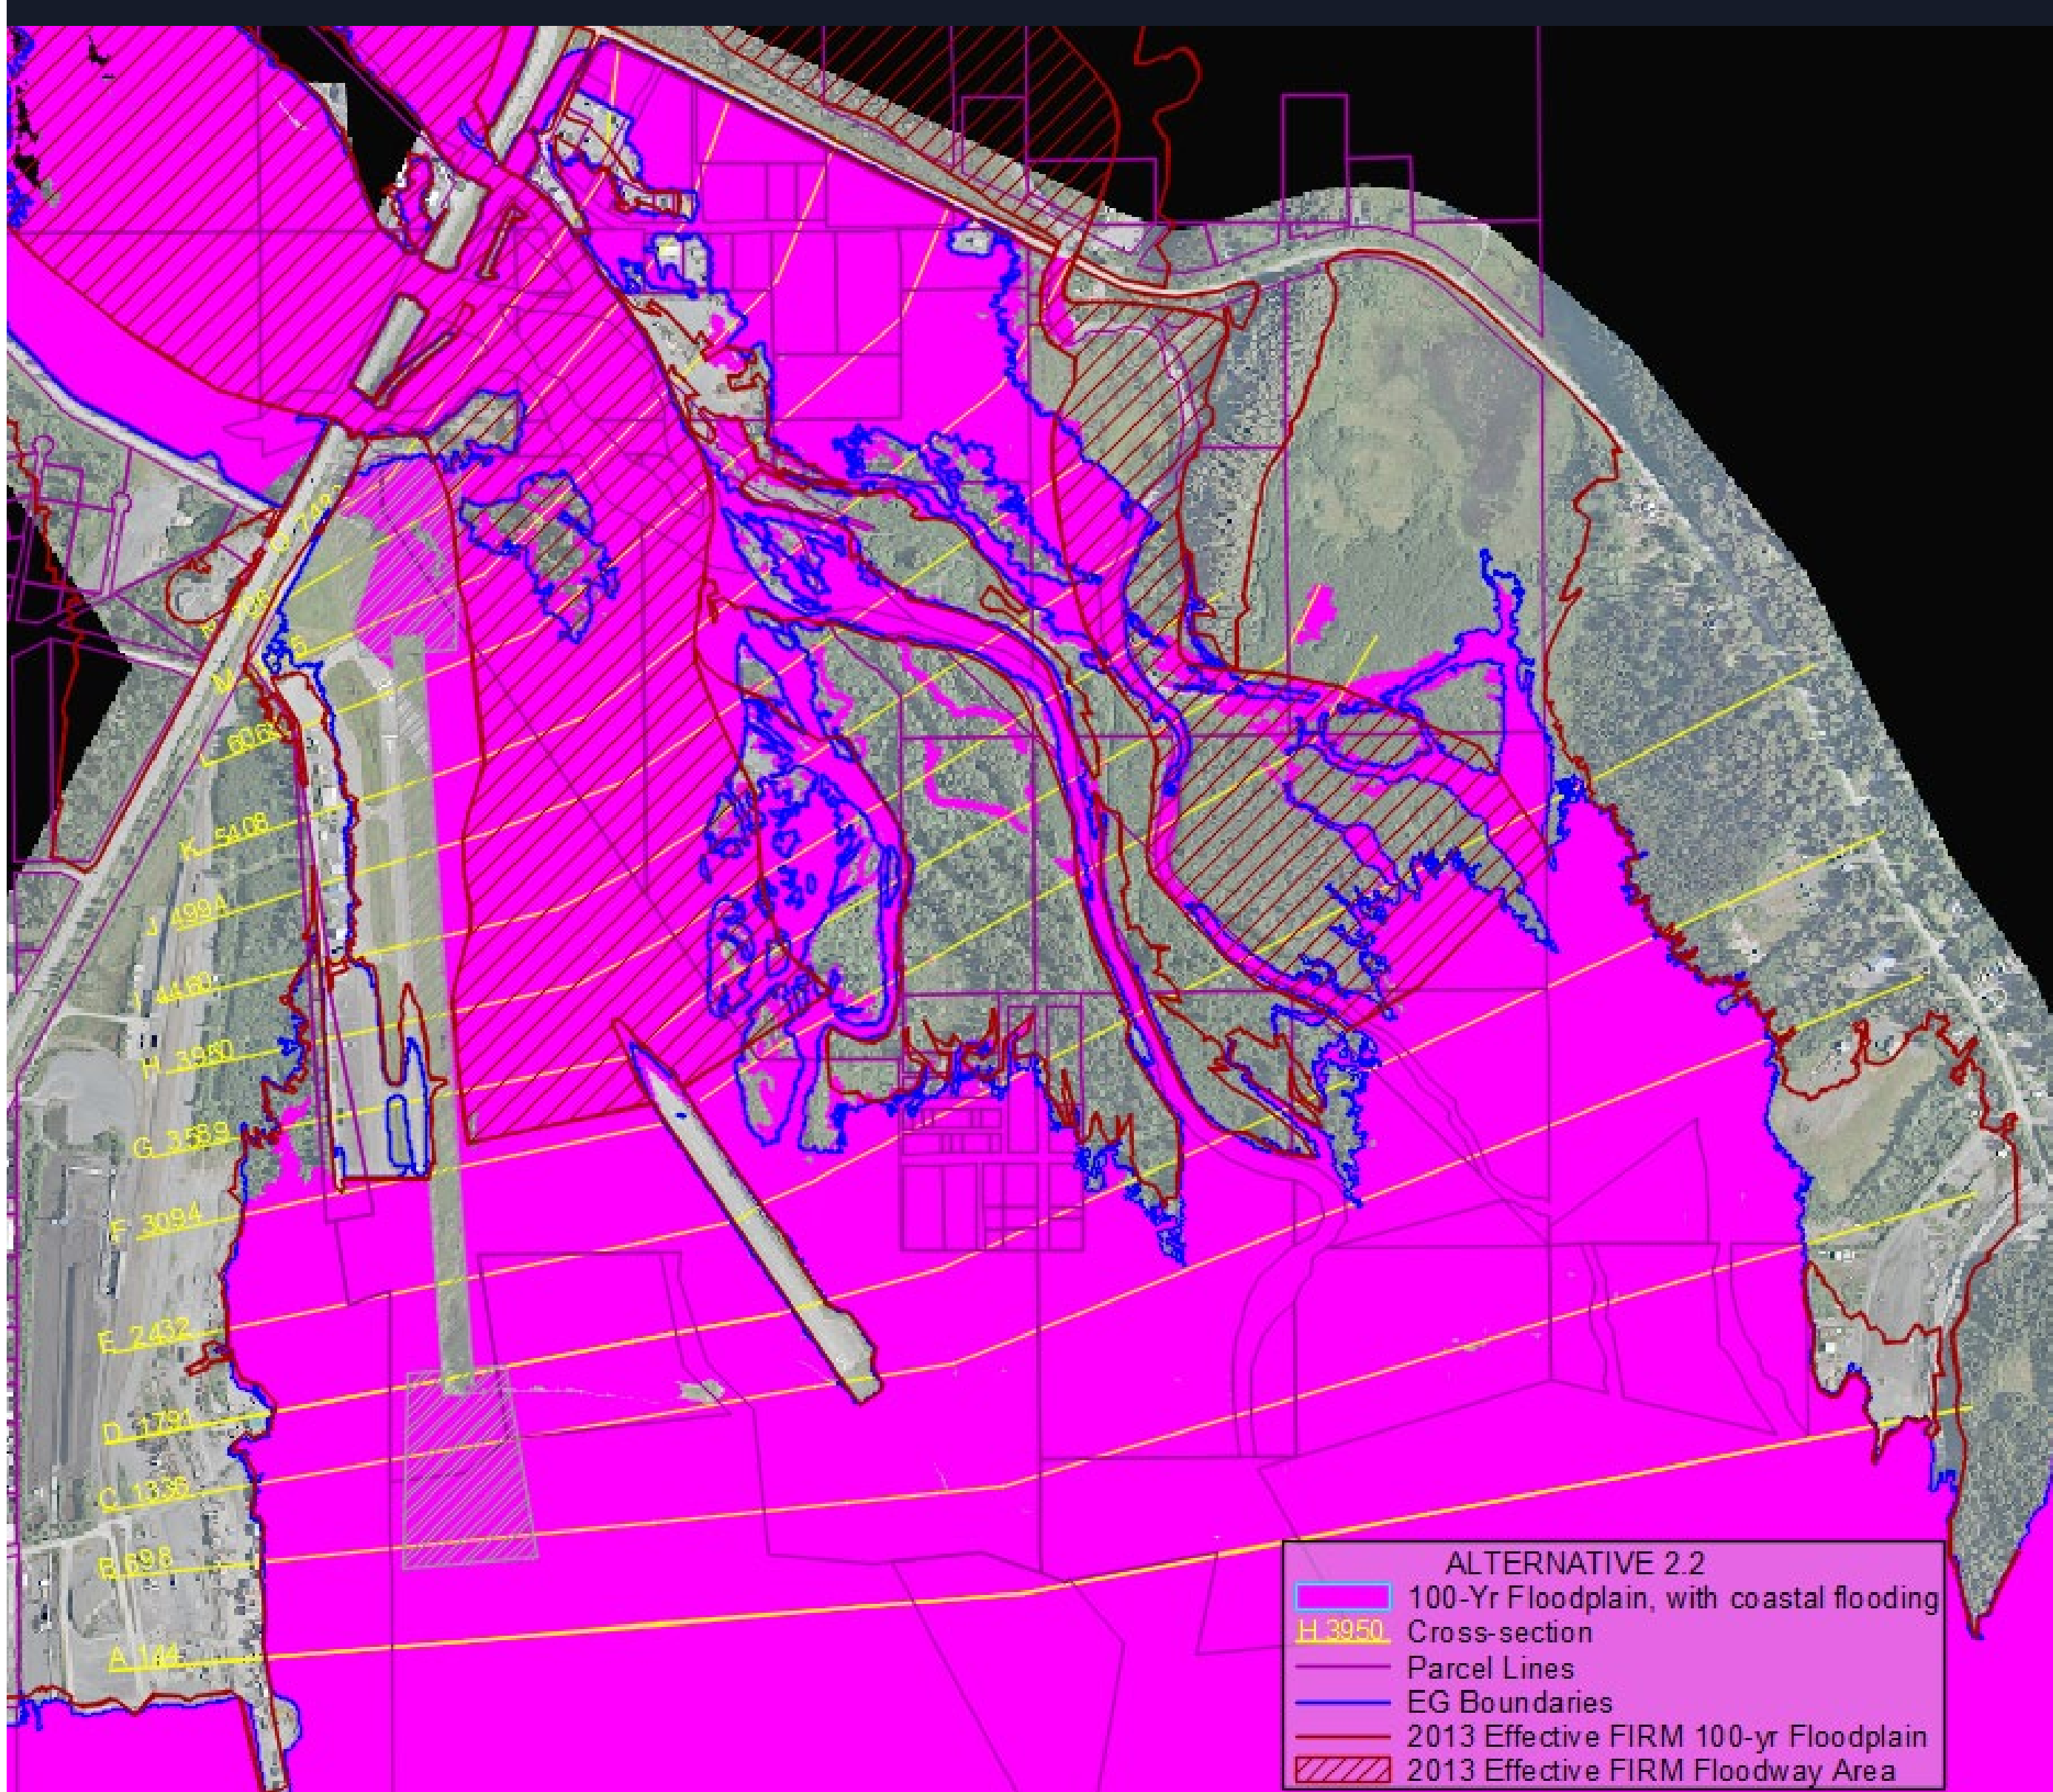 K 5408
J 4994
I 4460
H 3950
G 3589
F 3094
E 2432
D 1791
C 1336
B 698
A 144
ALTERNATIVE 2.2
100-Yr Floodplain, with coastal flooding
H 3950 Cross-section
Parcel Lines
EG Boundaries
2013 Effective FIRM 100-yr Floodplain
2013 Effective FIRM Floodway Area